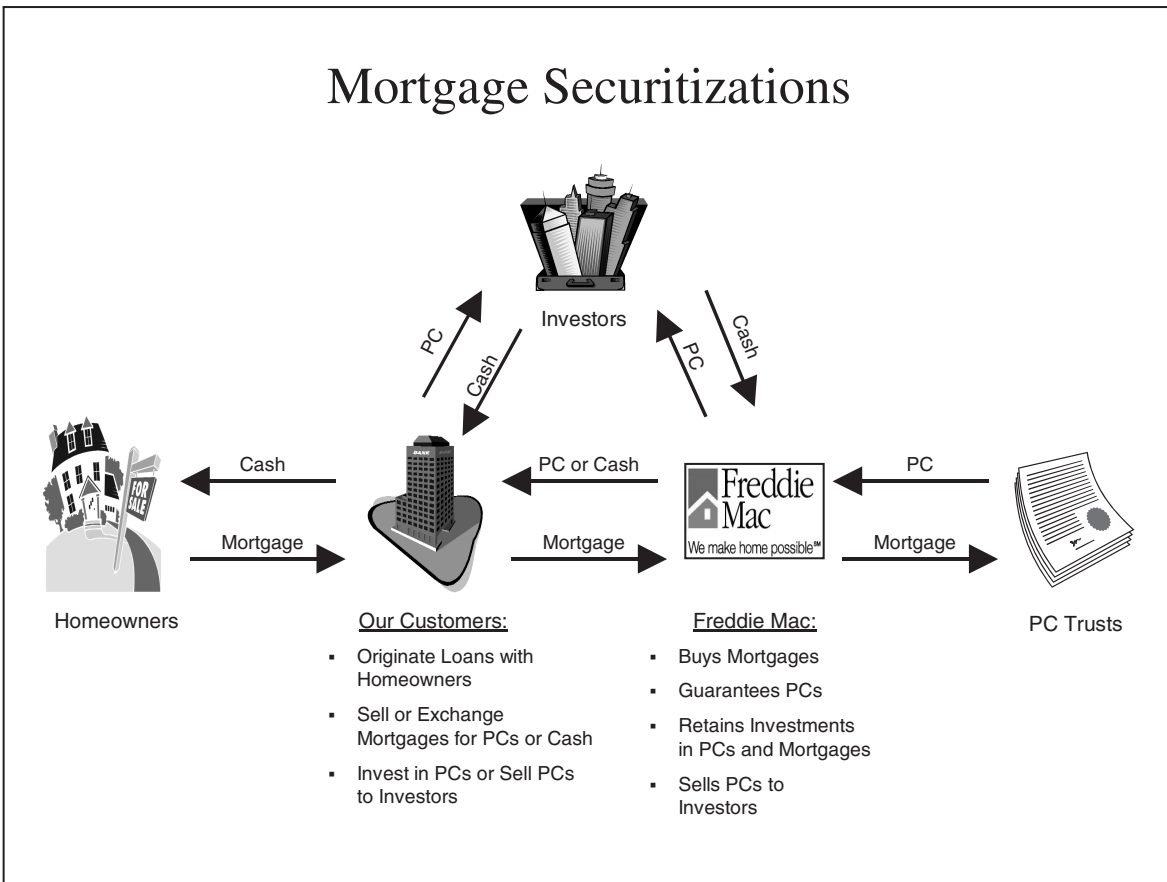 Mortgage Securitizations
Investors
PC
Cash
PC
Cash
Cash
Mortgage
FOR
SALE
Homeowners
BANK
PC or Cash
Mortgage
Freddie
Mac
We make home possible℠
PC
Mortgage
PC Trusts
Our Customers:
▪ Originate Loans with
Homeowners
▪ Sell or Exchange
Mortgages for PCs or Cash
▪ Invest in PCs or Sell PCs
to Investors
Freddie Mac:
▪ Buys Mortgages
▪ Guarantees PCs
▪ Retains Investments
in PCs and Mortgages
▪ Sells PCs to
Investors